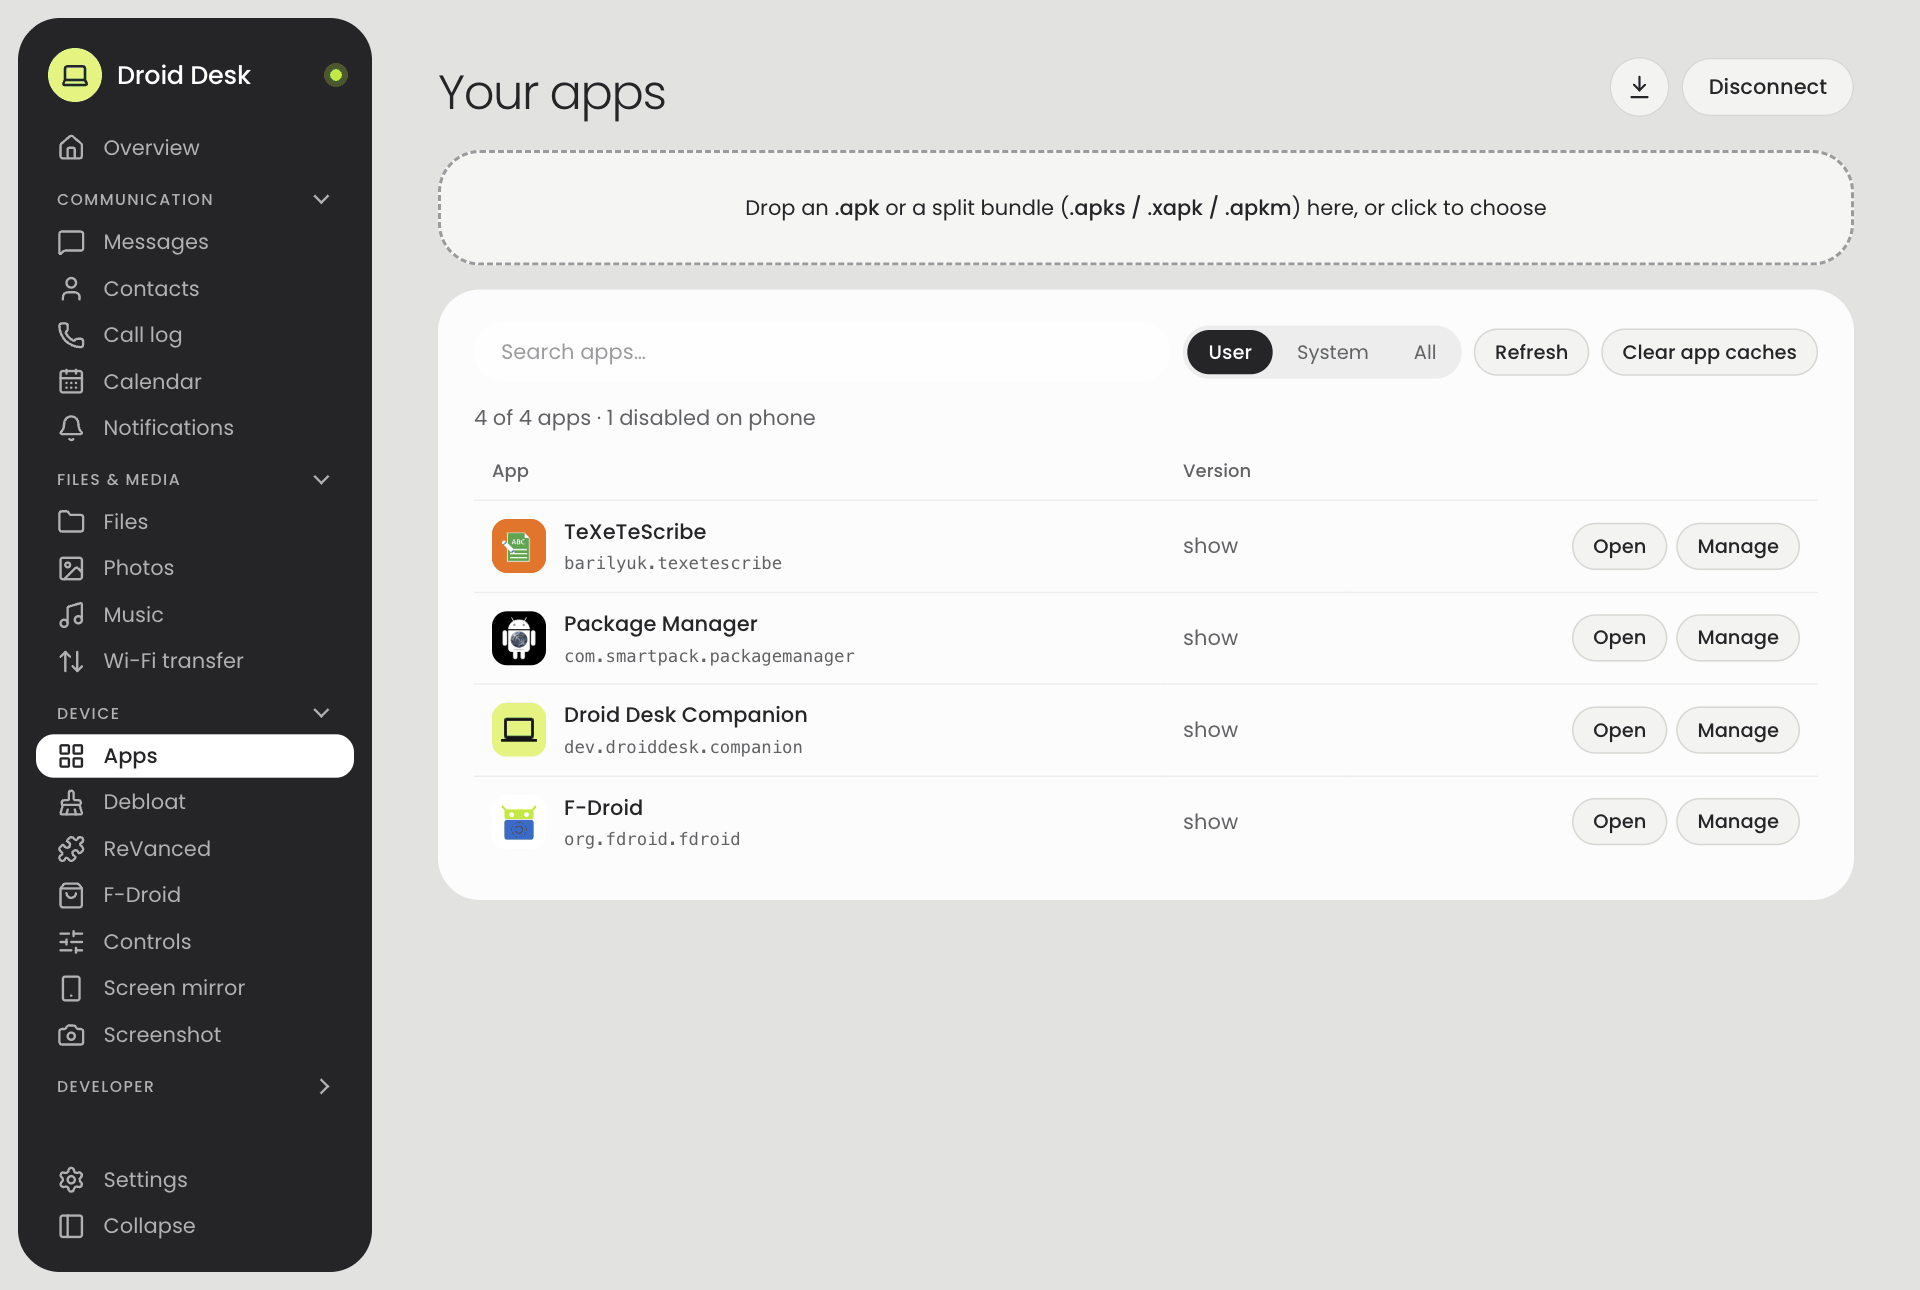 Droid Desk
Overview
COMMUNICATION
Messages
Contacts
Call log
Calendar
Notifications
FILES & MEDIA
Files
Photos
Music
Wi-Fi transfer
DEVICE
Apps
Debloat
ReVanced
F-Droid
Controls
Screen mirror
Screenshot
DEVELOPER
Settings
Collapse
Your apps
Disconnect
Drop an .apk or a split bundle (.apks / .xapk / .apkm) here, or click to choose
Search apps...
User System All Refresh Clear app caches
4 of 4 apps · 1 disabled on phone
App Version
ABC
TeXeTeScribe
barilyuk.texetescribe
show Open Manage
Package Manager
com.smartpack.packagemanager
show Open Manage
Droid Desk Companion
dev.droiddesk.companion
show Open Manage
F-Droid
org.fdroid.fdroid
show Open Manage